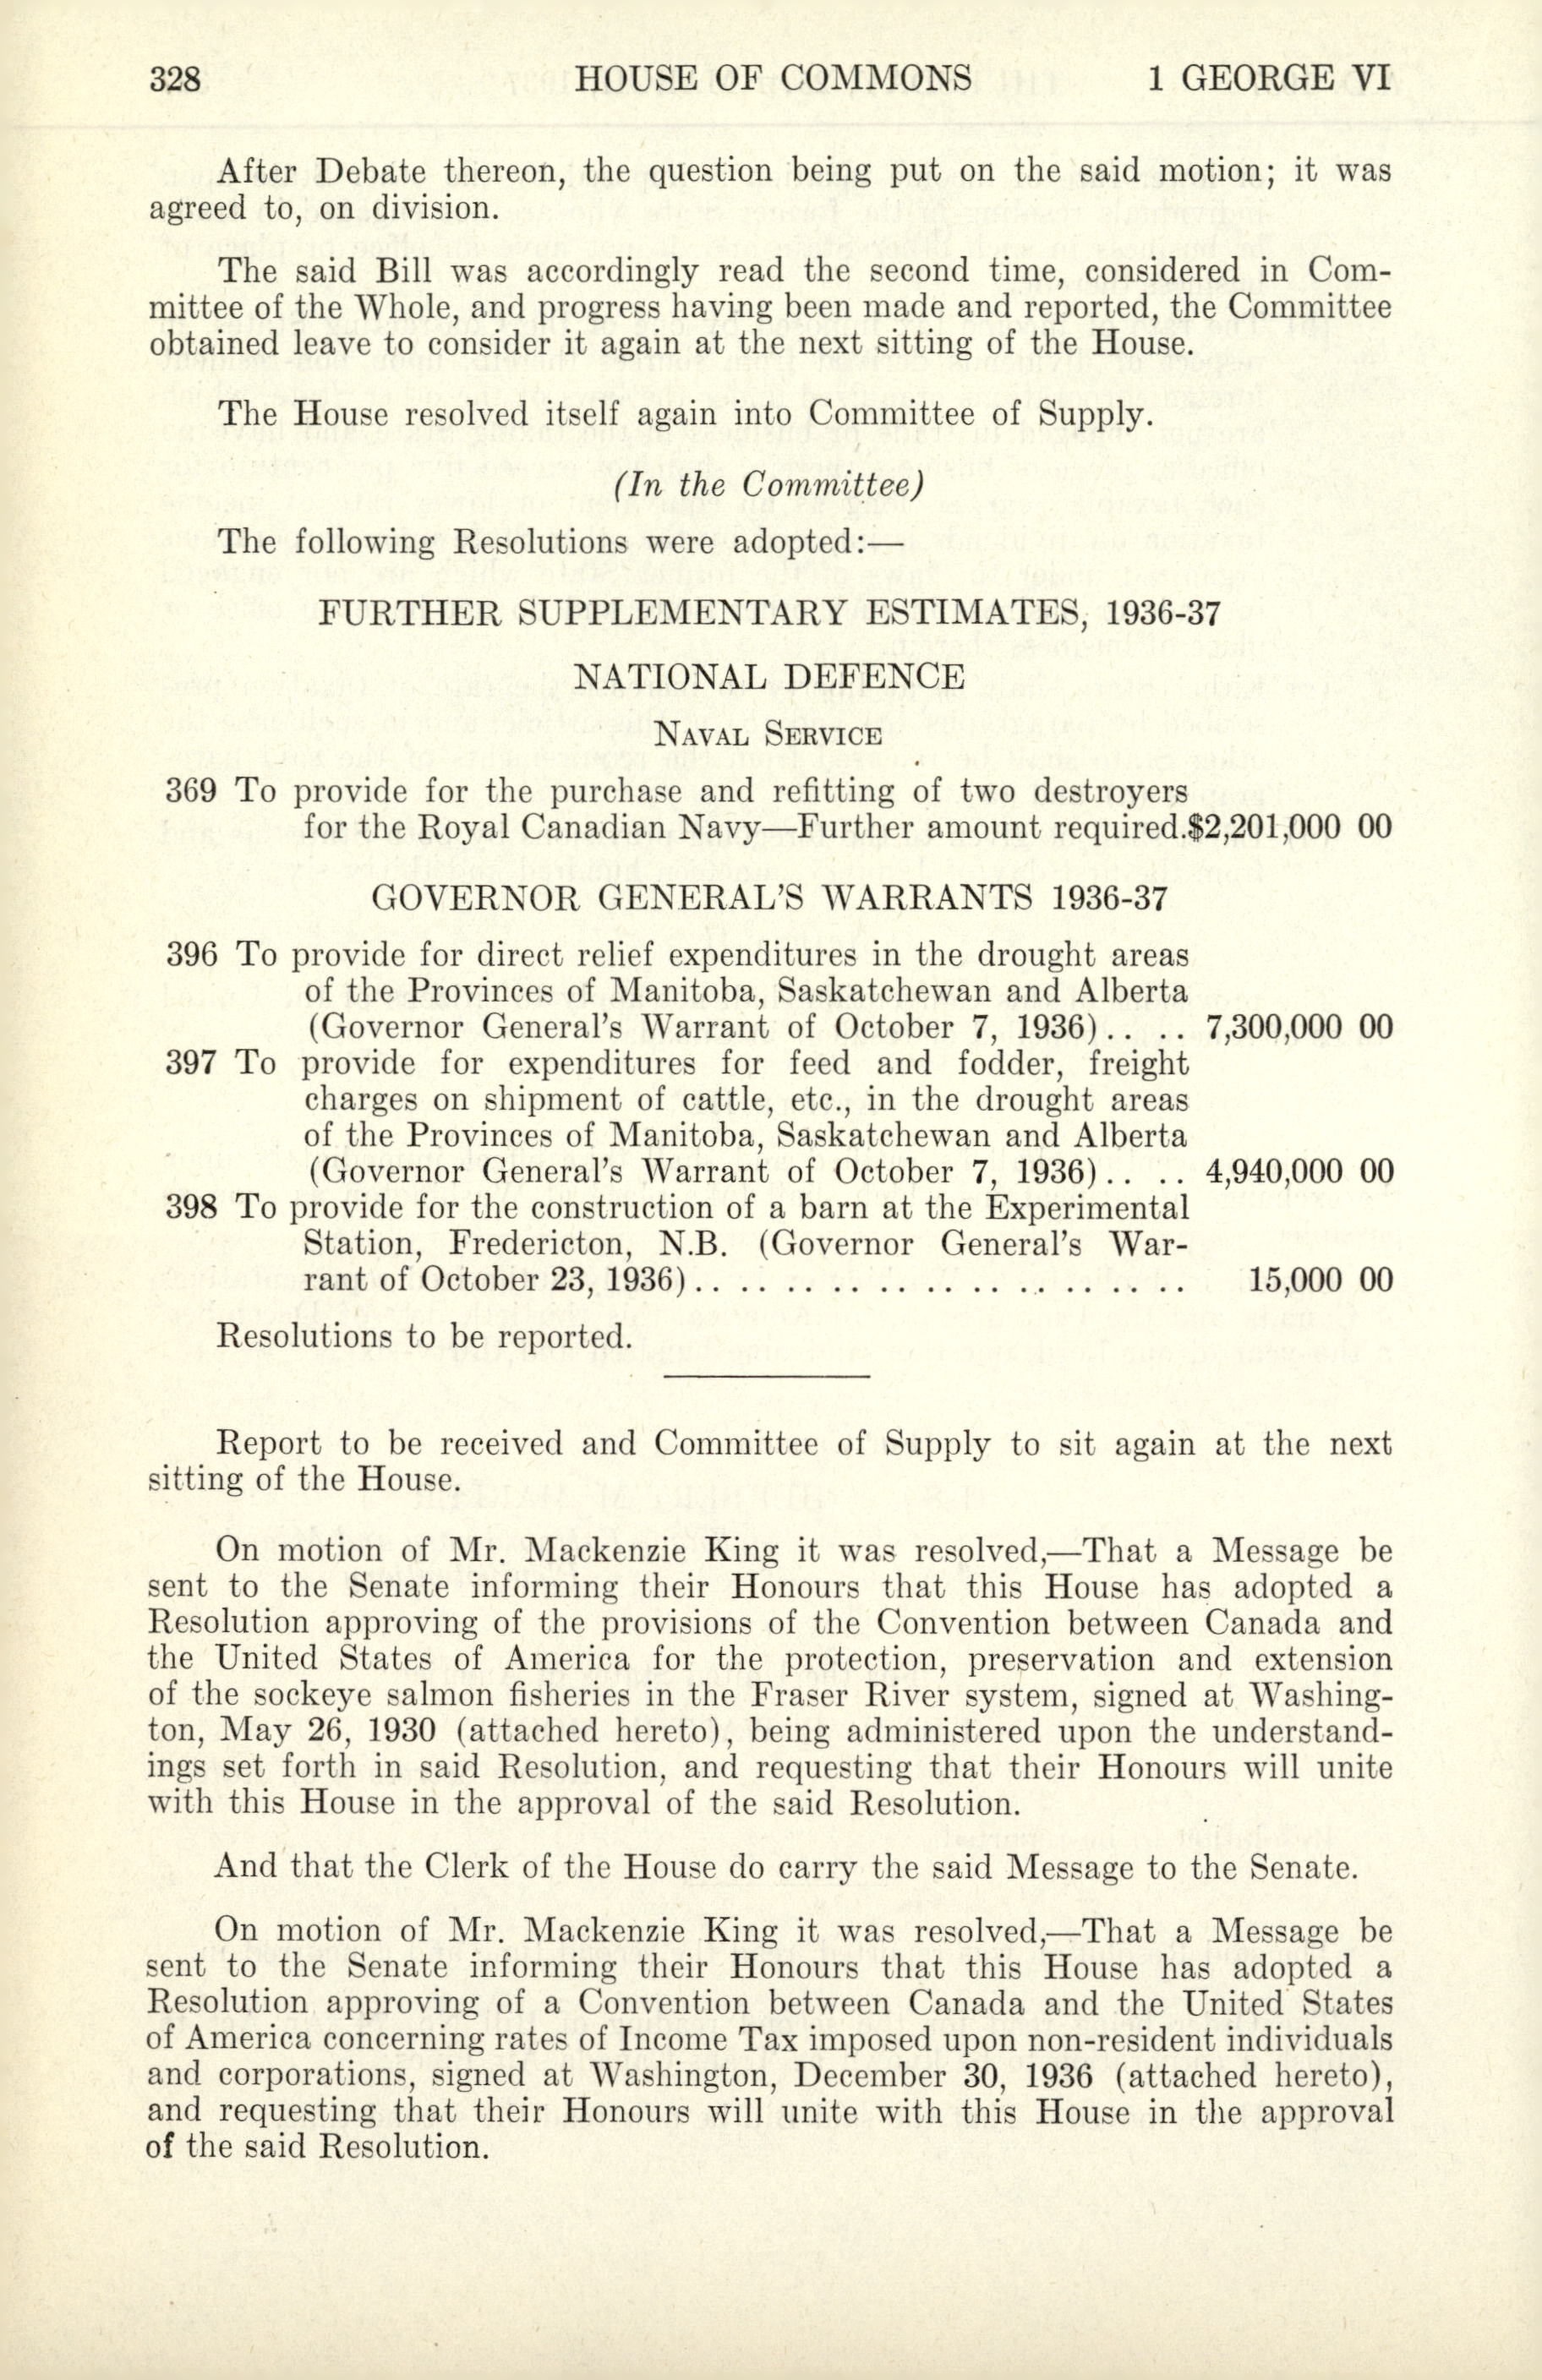 328 HOUSE OF COMMONS 1 GEORGE VI
After Debate thereon, the question being put on the said motion; it was
agreed to, on division.
The said Bill was accordingly read the second time, considered in Com-
mittee of the Whole, and progress having been made and reported, the Committee
obtained leave to consider it again at the next sitting of the House.
The House resolved itself again into Committee of Supply.
(In the Committee)
The following Resolutions were adopted:—
FURTHER SUPPLEMENTARY ESTIMATES, 1936-37
NATIONAL DEFENCE
NAVAL SERVICE
369 To provide for the purchase and refitting of two destroyers
for the Royal Canadian Navy—Further amount required.$2,201,000 00
GOVERNOR GENERAL'S WARRANTS 1936-37
396 To provide for direct relief expenditures in the drought areas
of the Provinces of Manitoba, Saskatchewan and Alberta
(Governor General's Warrant of October 7, 1936).. .. 7,300,000 00
397 To provide for expenditures for feed and fodder, freight
charges on shipment of cattle, etc., in the drought areas
of the Provinces of Manitoba, Saskatchewan and Alberta
(Governor General's Warrant of October 7, 1936).. .. 4,940,000 00
398 To provide for the construction of a barn at the Experimental
Station, Fredericton, N.B. (Governor General's War-
rant of October 23, 1936).. .. .. .. .. .. .. .. .. .. .. 15,000 00
Resolutions to be reported.
Report to be received and Committee of Supply to sit again at the next
sitting of the House.
On motion of Mr. Mackenzie King it was resolved,—That a Message be
sent to the Senate informing their Honours that this House has adopted a
Resolution approving of the provisions of the Convention between Canada and
the United States of America for the protection, preservation and extension
of the sockeye salmon fisheries in the Fraser River system, signed at Washing-
ton, May 26, 1930 (attached hereto), being administered upon the understand-
ings set forth in said Resolution, and requesting that their Honours will unite
with this House in the approval of the said Resolution.
And that the Clerk of the House do carry the said Message to the Senate.
On motion of Mr. Mackenzie King it was resolved,—That a Message be
sent to the Senate informing their Honours that this House has adopted a
Resolution approving of a Convention between Canada and the United States
of America concerning rates of Income Tax imposed upon non-resident individuals
and corporations, signed at Washington, December 30, 1936 (attached hereto),
and requesting that their Honours will unite with this House in the approval
of the said Resolution.